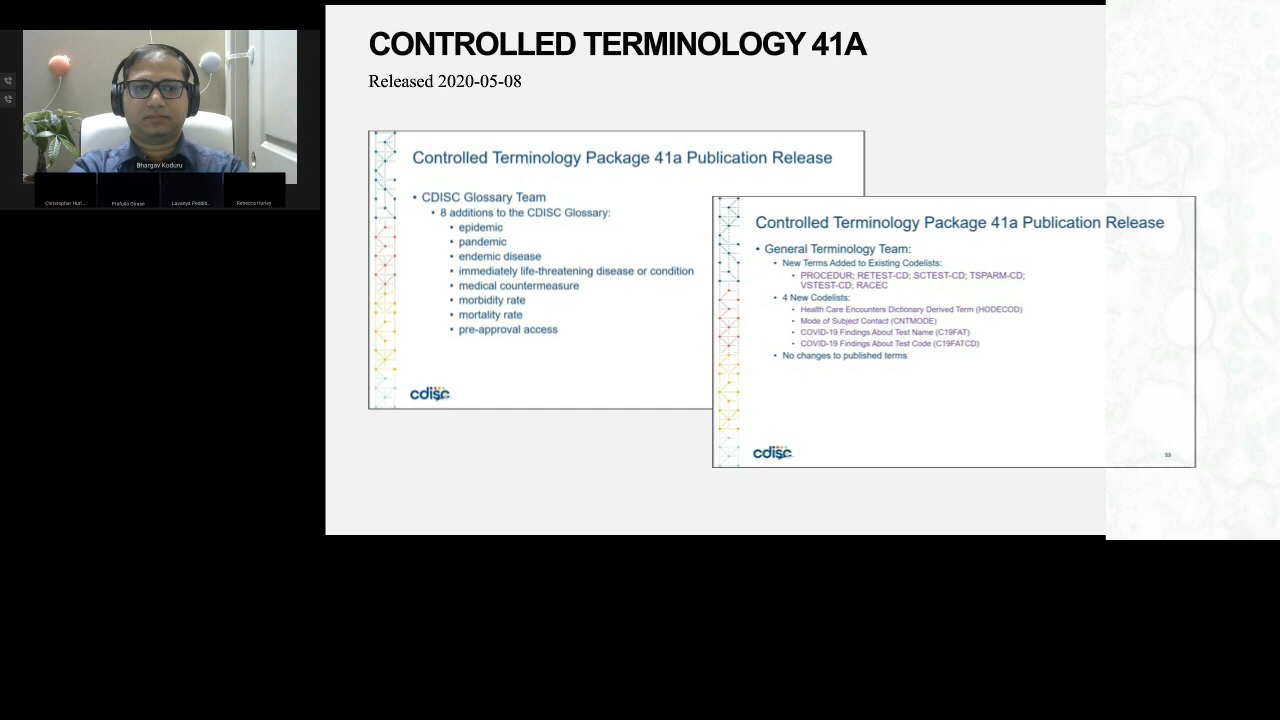 CONTROLLED TERMINOLOGY 41A
Released 2020-05-08
Bhargav Koduru
Christopher Huri...
Prafulla Girase
Lavanya Peddib...
Rebecca Hurley
Controlled Terminology Package 41a Publication Release
• CDISC Glossary Team
• 8 additions to the CDISC Glossary:
• epidemic
• pandemic
• endemic disease
• immediately life-threatening disease or condition
• medical countermeasure
• morbidity rate
• mortality rate
• pre-approval access
cdisc
Controlled Terminology Package 41a Publication Release
• General Terminology Team:
• New Terms Added to Existing Codelists:
• PROCEDUR; RETEST-CD; SCTEST-CD; TSPARM-CD;
VSTEST-CD; RACEC
• 4 New Codelists:
• Health Care Encounters Dictionary Derived Term (HODECOD)
• Mode of Subject Contact (CNTMODE)
• COVID-19 Findings About Test Name (C19FAT)
• COVID-19 Findings About Test Code (C19FATCD)
• No changes to published terms
cdisc
53